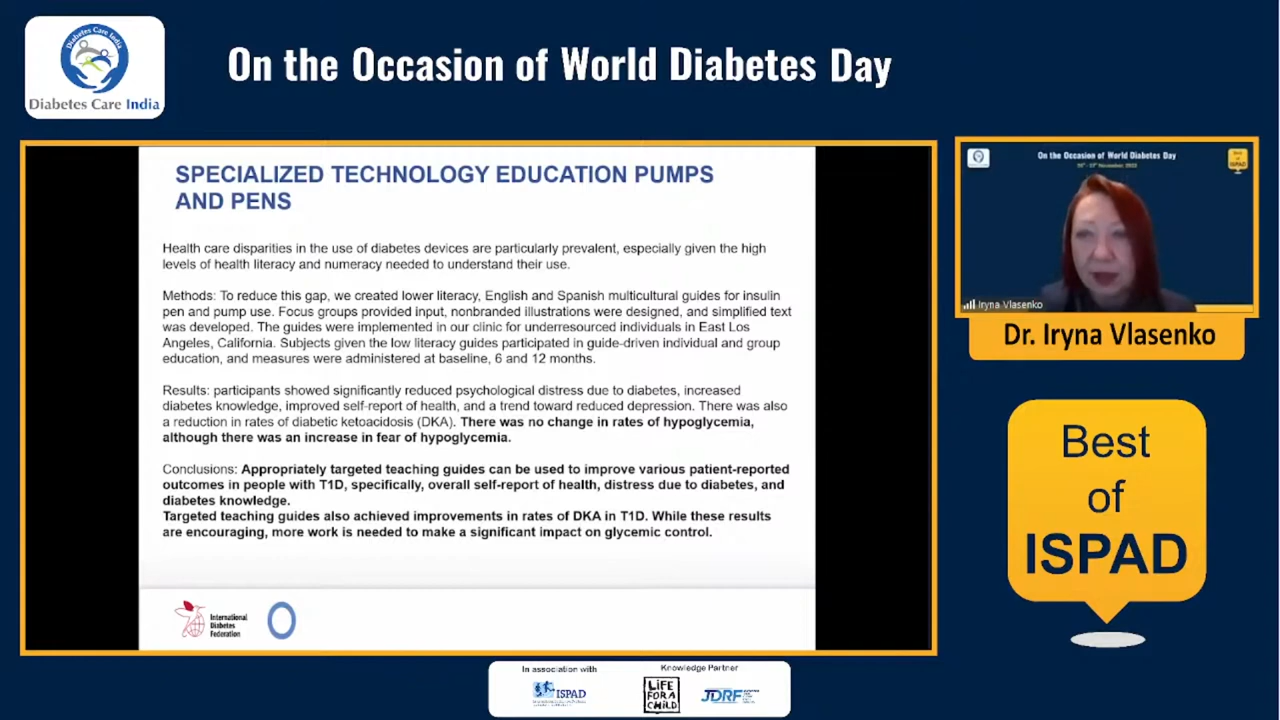 Diabetes Care India
Diabetes Care India
On the Occasion of World Diabetes Day
SPECIALIZED TECHNOLOGY EDUCATION PUMPS
AND PENS
Health care disparities in the use of diabetes devices are particularly prevalent, especially given the high
levels of health literacy and numeracy needed to understand their use.
Methods: To reduce this gap, we created lower literacy, English and Spanish multicultural guides for insulin
pen and pump use. Focus groups provided input, nonbranded illustrations were designed, and simplified text
was developed. The guides were implemented in our clinic for underresourced individuals in East Los
Angeles, California. Subjects given the low literacy guides participated in guide-driven individual and group
education, and measures were administered at baseline, 6 and 12 months.
Results: participants showed significantly reduced psychological distress due to diabetes, increased
diabetes knowledge, improved self-report of health, and a trend toward reduced depression. There was also
a reduction in rates of diabetic ketoacidosis (DKA). There was no change in rates of hypoglycemia,
although there was an increase in fear of hypoglycemia.
Conclusions: Appropriately targeted teaching guides can be used to improve various patient-reported
outcomes in people with T1D, specifically, overall self-report of health, distress due to diabetes, and
diabetes knowledge.
Targeted teaching guides also achieved improvements in rates of DKA in T1D. While these results
are encouraging, more work is needed to make a significant impact on glycemic control.
International
Diabetes
Federation
On the Occasion of World Diabetes Day
Best
of
ISPAD
Iryna Vlasenko
Dr. Iryna Vlasenko
Best
of
ISPAD
In association with
ISPAD
Knowledge Partner
LiFE
FOR A
CHiLD
JDRF